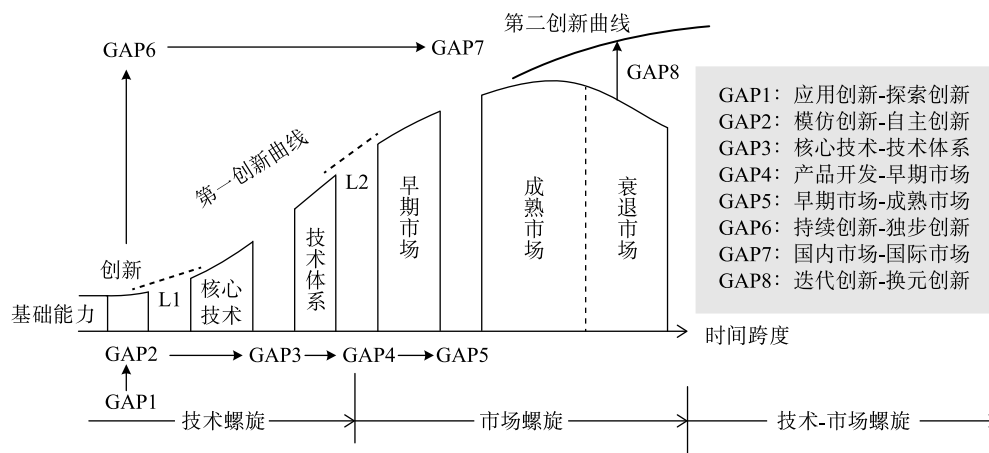 第二创新曲线
GAP6
GAP7
GAP8
第一创新曲线
创新
L1
L2
基础能力
核心
技术
技术体系
早期市场
成熟市场
衰退市场
时间跨度
GAP2
GAP3
GAP4
GAP5
GAP1
技术螺旋
市场螺旋
技术-市场螺旋
GAP1：应用创新-探索创新
GAP2：模仿创新-自主创新
GAP3：核心技术-技术体系
GAP4：产品开发-早期市场
GAP5：早期市场-成熟市场
GAP6：持续创新-独步创新
GAP7：国内市场-国际市场
GAP8：迭代创新-换元创新